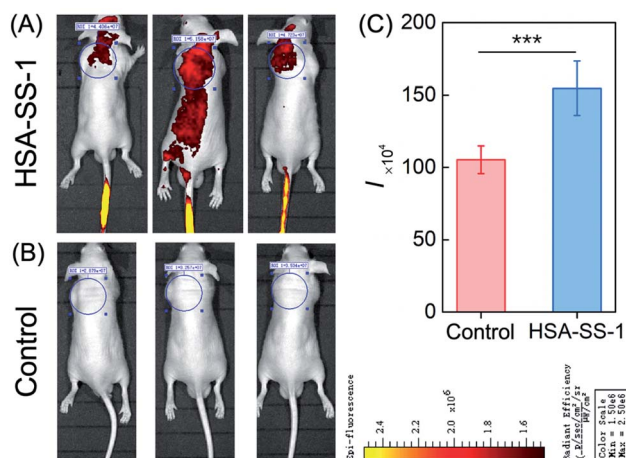 (A)
HSA-SS-1
(B)
Control
(C)
200
150
100
50
0
I ×10⁴
***
Control
HSA-SS-1
Epi-fluorescence
2.4
2.2
2.0
1.8
1.6
×10⁶
Radiant Efficiency
Color Scale
Min = 1.50e6
Max = 2.50e6